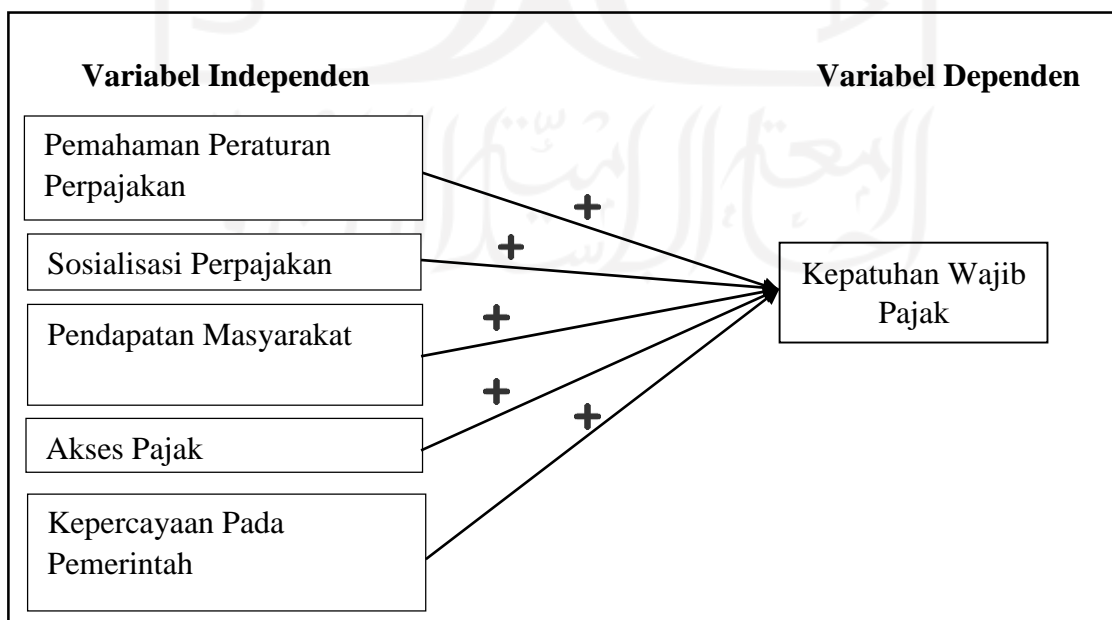 Variabel Independen
Variabel Dependen
Pemahaman Peraturan
Perpajakan
+
+
Sosialisasi Perpajakan
Kepatuhan Wajib
Pajak
+
Pendapatan Masyarakat
+
+
Akses Pajak
Kepercayaan Pada
Pemerintah